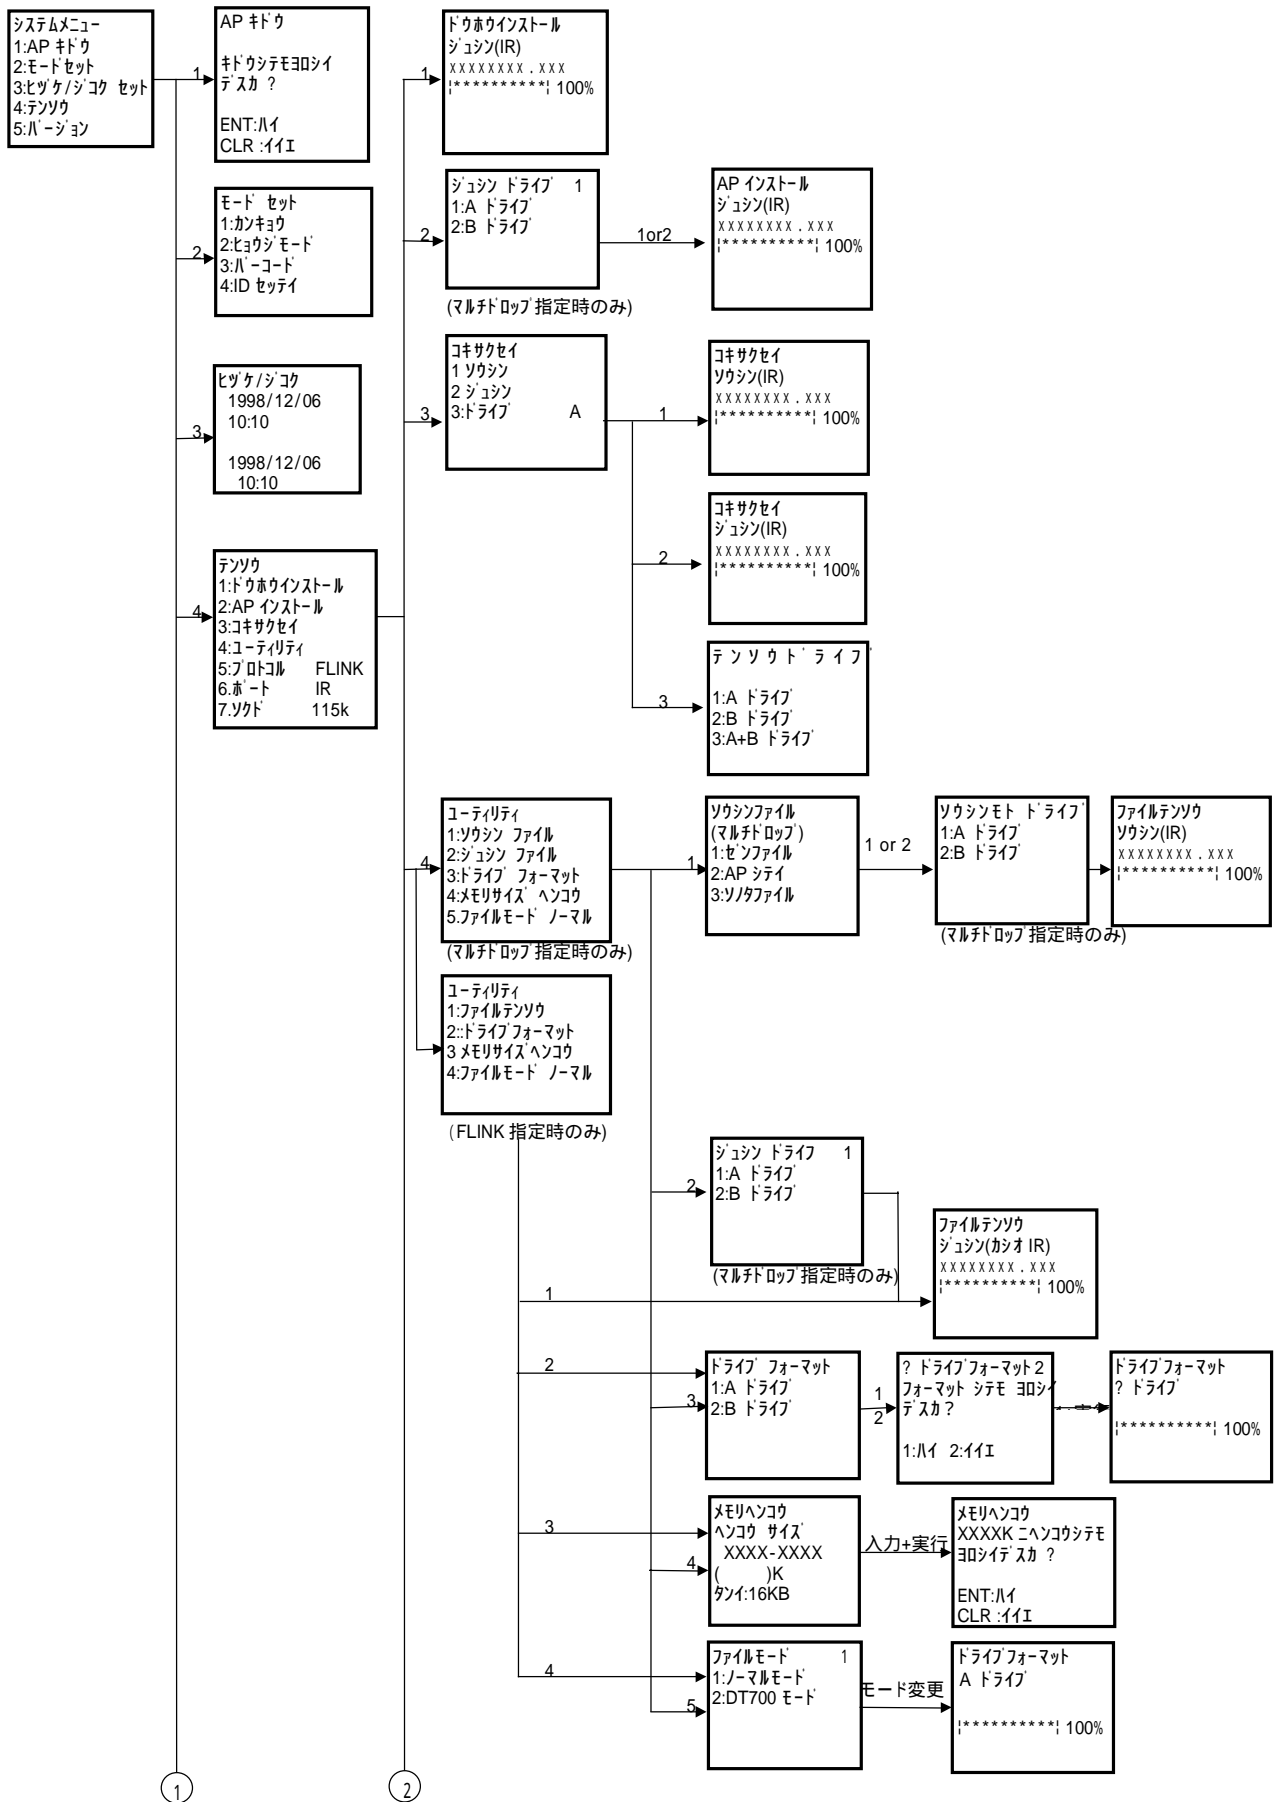 システムメニュー
1:AP キドウ
2:モードセット
3:ヒヅケ/ジコク セット
4:テンソウ
5:バージョン
1
AP キドウ
キドウシテモヨロシイ
デスカ ?
ENT:ハイ
CLR :イイエ
2
モード セット
1:カンキョウ
2:ヒョウジモード
3:バーコード
4:ID セッテイ
3
ヒヅケ/ジコク
1998/12/06
10:10
1998/12/06
10:10
4
テンソウ
1:ドウホウインストール
2:AP インストール
3:コキサクセイ
4:ユーティリティ
5:プロトコル FLINK
6.ポート IR
7.ソクド 115k
1
ドウホウインストール
ジュシン(IR)
XXXXXXXX . XXX
¦**********¦ 100%
2
ジュシン ドライブ 1
1:A ドライブ
2:B ドライブ
(マルチドロップ指定時のみ)
1or2
AP インストール
ジュシン(IR)
XXXXXXXX . XXX
¦**********¦ 100%
3
コキサクセイ
1 ソウシン
2 ジュシン
3:ドライブ A
1
コキサクセイ
ソウシン(IR)
XXXXXXXX . XXX
¦**********¦ 100%
2
コキサクセイ
ジュシン(IR)
XXXXXXXX . XXX
¦**********¦ 100%
3
テンソウドライブ
1:A ドライブ
2:B ドライブ
3:A+B ドライブ
4
ユーティリティ
1:ソウシン ファイル
2:ジュシン ファイル
3:ドライブ フォーマット
4:メモリサイズ ヘンコウ
5.ファイルモード ノーマル
(マルチドロップ指定時のみ)
ユーティリティ
1:ファイルテンソウ
2::ドライブフォーマット
3 メモリサイズヘンコウ
4:ファイルモード ノーマル
(FLINK 指定時のみ)
1
ソウシンファイル
(マルチドロップ)
1:ゼンファイル
2:AP シテイ
3:ソノタファイル
1 or 2
ソウシンモト ドライブ
1:A ドライブ
2:B ドライブ
(マルチドロップ指定時のみ)
ファイルテンソウ
ソウシン(IR)
XXXXXXXX . XXX
¦**********¦ 100%
2
ジュシン ドライブ 1
1:A ドライブ
2:B ドライブ
(マルチドロップ指定時のみ)
1
ファイルテンソウ
ジュシン(カシオ IR)
XXXXXXXX . XXX
¦**********¦ 100%
2
3
ドライブ フォーマット
1:A ドライブ
2:B ドライブ
1
2
? ドライブフォーマット2
フォーマット シテモ ヨロシイ
デスカ?
1:ハイ 2:イイエ
ドライブフォーマット
? ドライブ
¦**********¦ 100%
3
4
メモリヘンコウ
ヘンコウ サイズ
XXXX-XXXX
( )K
タンイ:16KB
入力+実行
メモリヘンコウ
XXXXK ニヘンコウシテモ
ヨロシイデスカ ?
ENT:ハイ
CLR :イイエ
4
5
ファイルモード 1
1:ノーマルモード
2:DT700 モード
モード変更
ドライブフォーマット
A ドライブ
¦**********¦ 100%
1
2